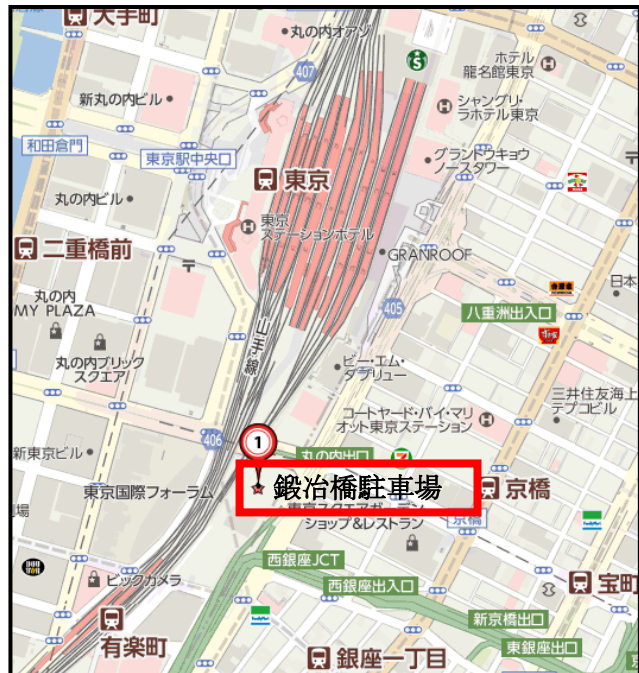 大手町
丸の内オアゾ
S
ホテル
龍名館東京
407
新丸の内ビル
シャングリ・
ラホテル東京
和田倉門
東京駅中央口
グランドウキョウ
ノースタワー
東京
丸の内ビル
東京
ステーションホテル
二重橋前
GRANROOF
日本
丸の内
MY PLAZA
405
八重洲出入口
山手線
丸の内ブリック
スクエア
ビー・エム・
ダブリュー
三井住友海上
テプコビル
コートヤード・バイ・マリ
オット東京ステーション
406
1
新東京ビル
丸の内出口
東京国際フォーラム
鍛冶橋駐車場
京橋
東京スクエアガーデン
ショップ&レストラン
京橋
場
西銀座JCT
ビックカメラ
西銀座出入口
宝町
新京橋出口
有楽町
東銀座出口
銀座一丁目
京